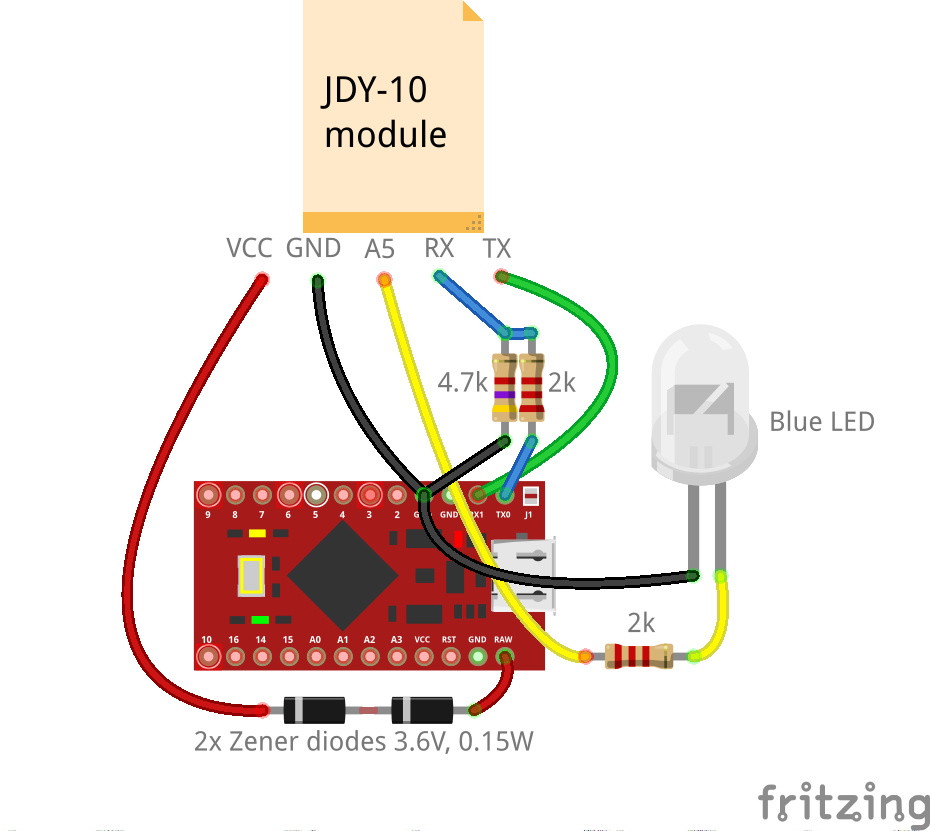 JDY-10
module
VCC GND A5 RX TX
4.7k 2k
Blue LED
9 8 7 6 5 4 3 2 GND RX1 TX0 J1
2k
10 16 14 15 A0 A1 A2 A3 VCC RST GND RAW
2x Zener diodes 3.6V, 0.15W
fritzing